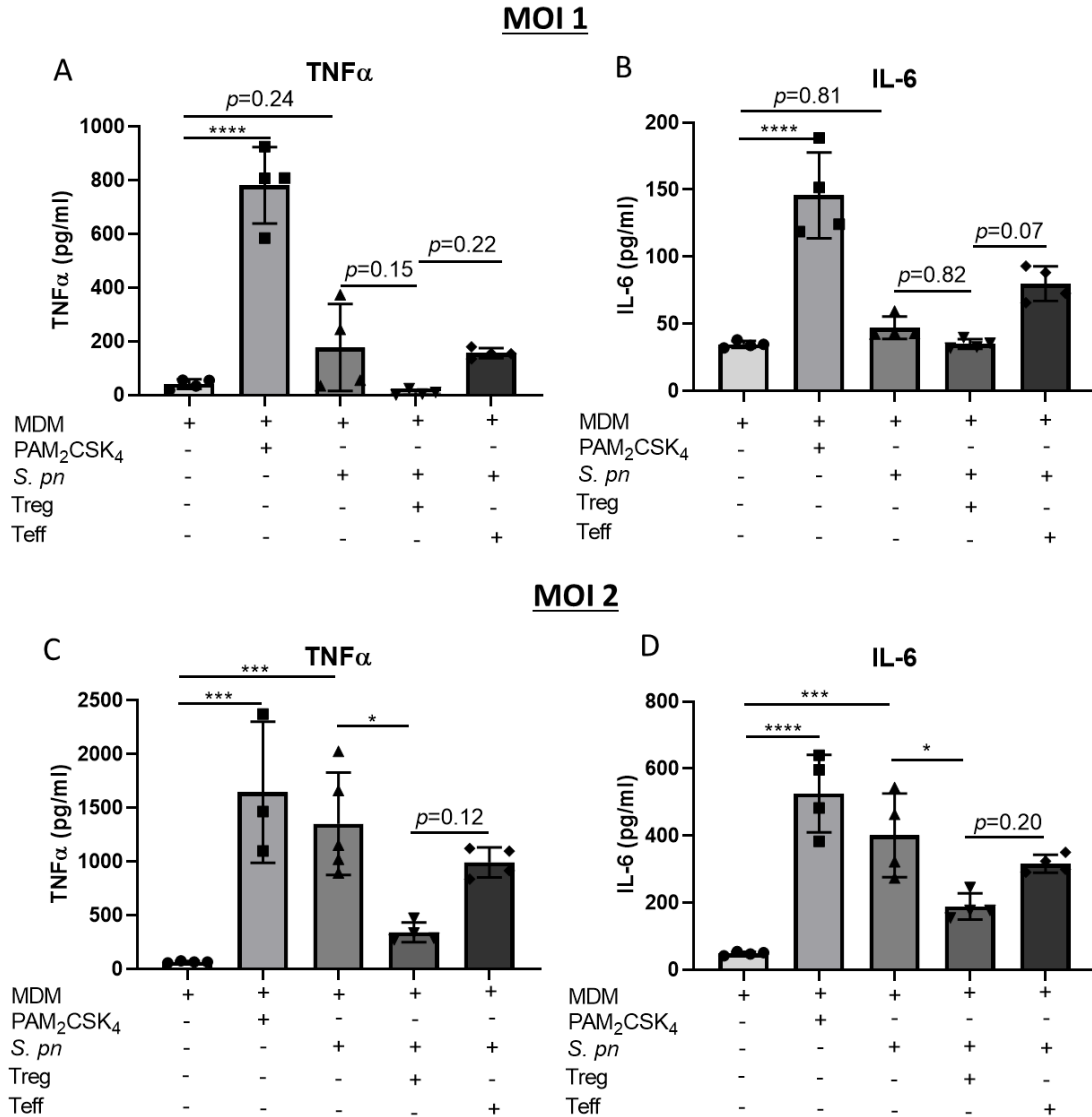 MOI 1
A
TNFα
p=0.24
****
p=0.22
p=0.15
TNFα (pg/ml)
1000
800
600
400
200
0
MDM + + + + +
PAM2CSK4 - + - - -
S. pn - - + + +
Treg - - - + -
Teff - - - - +
B
IL-6
p=0.81
****
p=0.07
p=0.82
IL-6 (pg/ml)
200
150
100
50
0
MDM + + + + +
PAM2CSK4 - + - - -
S. pn - - + + +
Treg - - - + -
Teff - - - - +
MOI 2
C
TNFα
***
***
*
p=0.12
TNFα (pg/ml)
2500
2000
1500
1000
500
0
MDM + + + + +
PAM2CSK4 - + - - -
S. pn - - + + +
Treg - - - + -
Teff - - - - +
D
IL-6
***
****
*
p=0.20
IL-6 (pg/ml)
800
600
400
200
0
MDM + + + + +
PAM2CSK4 - + - - -
S. pn - - + + +
Treg - - - + -
Teff - - - - +